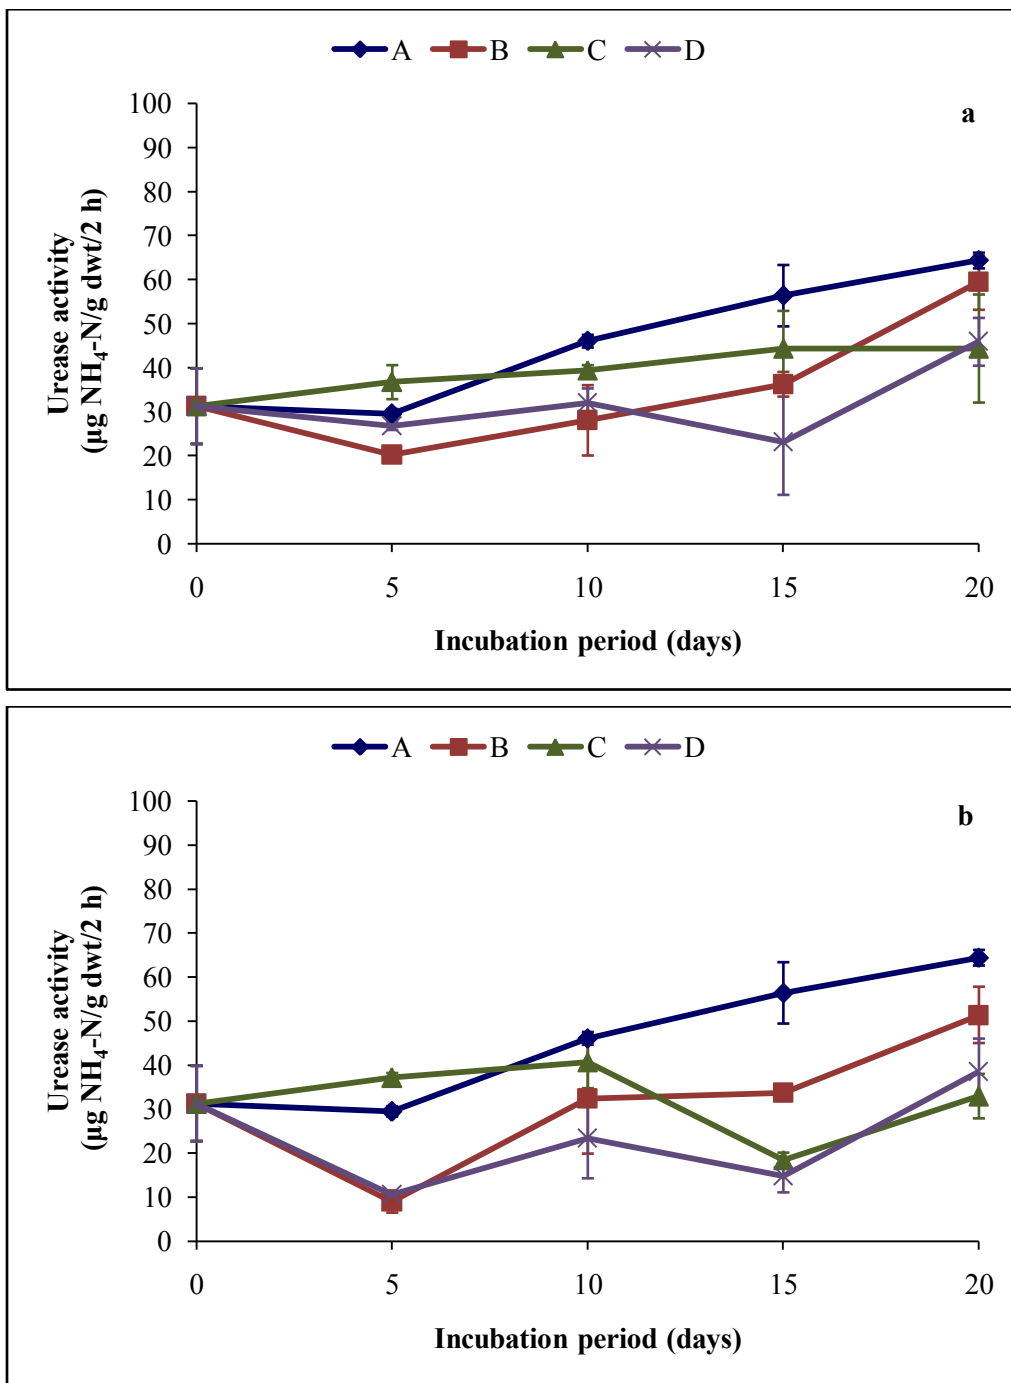 A B C D
a
100
90
80
70
60
50
40
30
20
10
0
Urease activity
(µg NH₄-N/g dwt/2 h)
0 5 10 15 20
Incubation period (days)
A B C D
b
100
90
80
70
60
50
40
30
20
10
0
Urease activity
(µg NH₄-N/g dwt/2 h)
0 5 10 15 20
Incubation period (days)